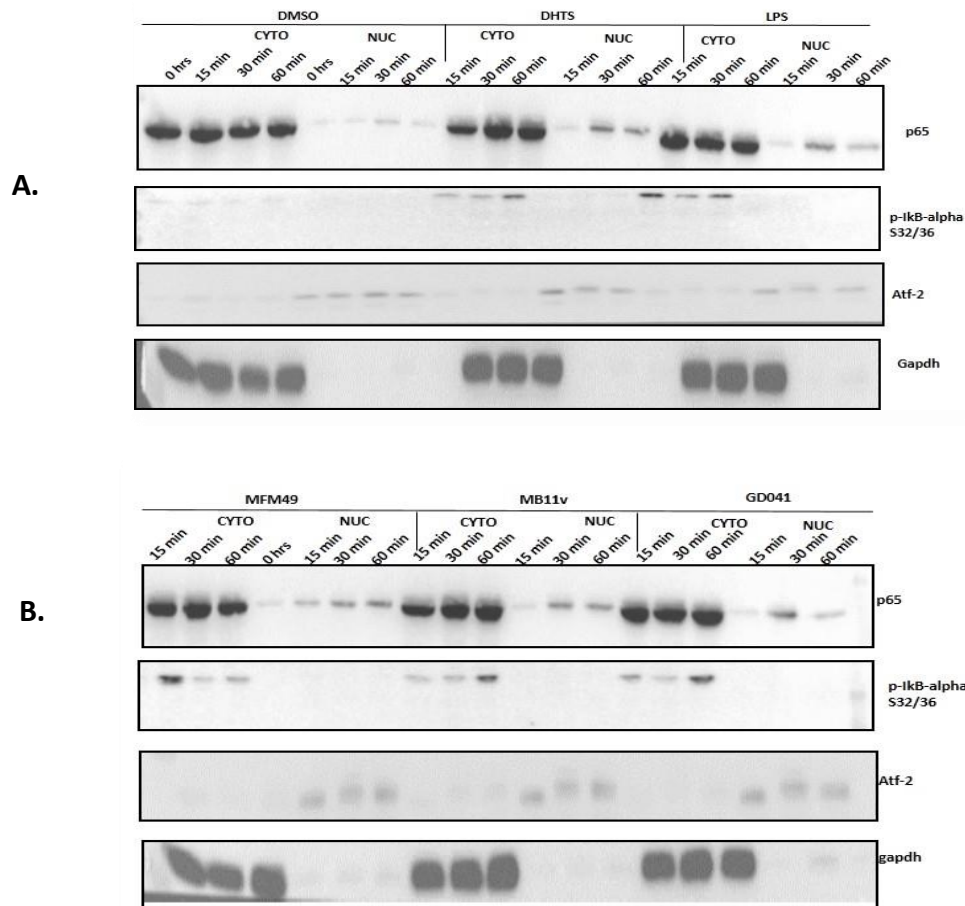 DMSO DHTS LPS
CYTO NUC CYTO NUC CYTO NUC
0 hrs 15 min 30 min 60 min 0 hrs 15 min 30 min 60 min 15 min 30 min 60 min 15 min 30 min 60 min 15 min 30 min 60 min 15 min 30 min 60 min
p65
A.
p-IkB-alpha
S32/36
Atf-2
Gapdh
MFM49 MB11v GD041
CYTO NUC CYTO NUC CYTO NUC
15 min 30 min 60 min 0 hrs 15 min 30 min 60 min 15 min 30 min 60 min 15 min 30 min 60 min 15 min 30 min 60 min 15 min 30 min 60 min
p65
B.
p-IkB-alpha
S32/36
Atf-2
gapdh